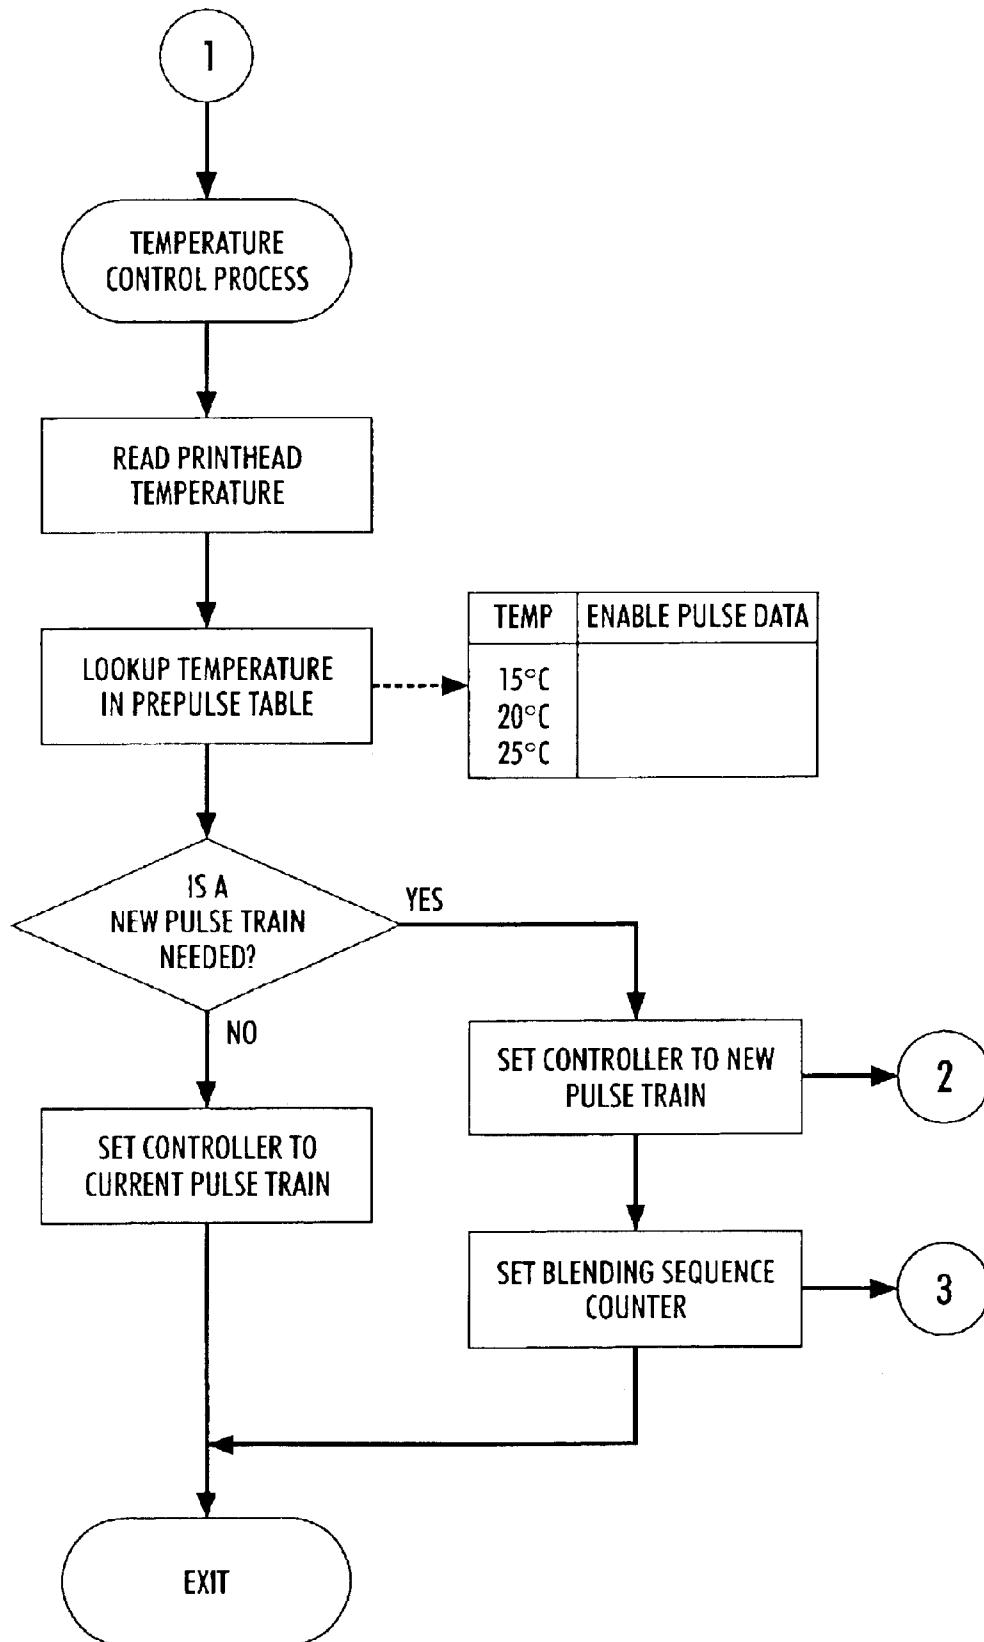 1
TEMPERATURE
CONTROL PROCESS
READ PRINTHEAD
TEMPERATURE
LOOKUP TEMPERATURE
IN PREPULSE TABLE
TEMP ENABLE PULSE DATA
15°C
20°C
25°C
IS A
NEW PULSE TRAIN
NEEDED?
YES
NO
SET CONTROLLER TO NEW
PULSE TRAIN
2
SET CONTROLLER TO
CURRENT PULSE TRAIN
SET BLENDING SEQUENCE
COUNTER
3
EXIT